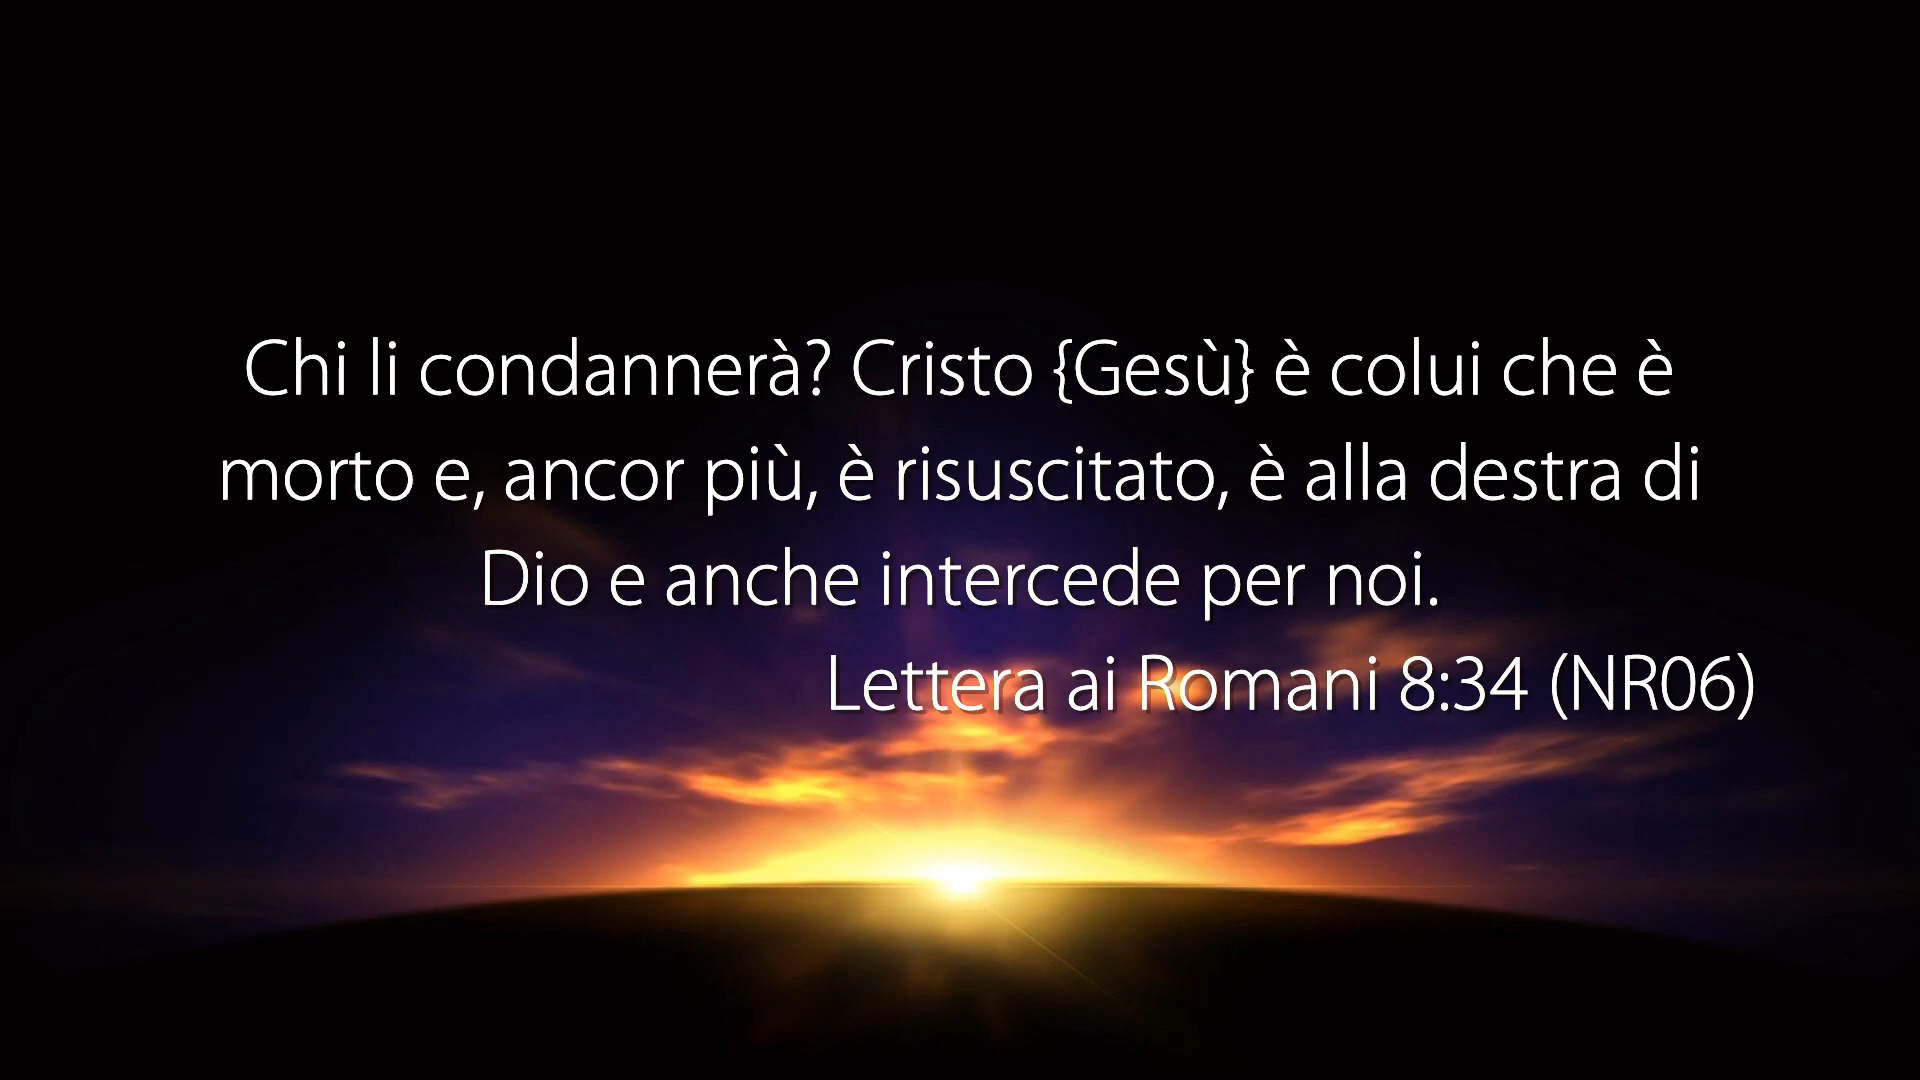 Chi li condannerà? Cristo {Gesù} è colui che è
morto e, ancor più, è risuscitato, è alla destra di
Dio e anche intercede per noi.
Lettera ai Romani 8:34 (NR06)